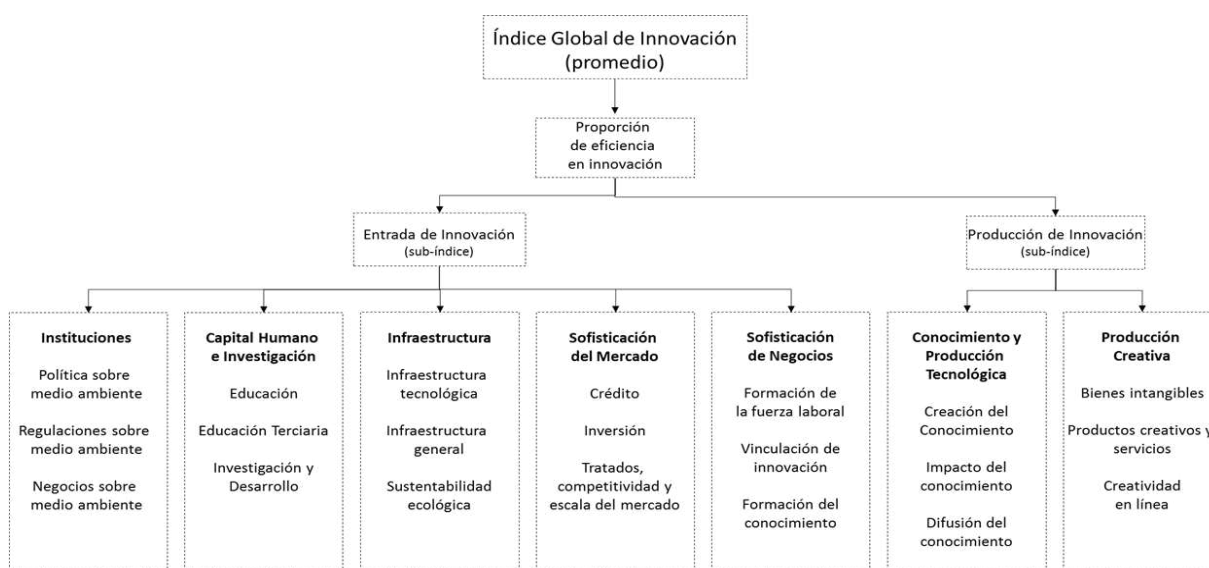 Índice Global de Innovación
(promedio)
Proporción
de eficiencia
en innovación
Entrada de Innovación
(sub-índice)
Producción de Innovación
(sub-índice)
Instituciones
Política sobre
medio ambiente
Regulaciones sobre
medio ambiente
Negocios sobre
medio ambiente
Capital Humano
e Investigación
Educación
Educación Terciaria
Investigación y
Desarrollo
Infraestructura
Infraestructura
tecnológica
Infraestructura
general
Sustentabilidad
ecológica
Sofisticación
del Mercado
Crédito
Inversión
Tratados,
competitividad y
escala del mercado
Sofisticación
de Negocios
Formación de
la fuerza laboral
Vinculación de
innovación
Formación del
conocimiento
Conocimiento y
Producción
Tecnológica
Creación del
Conocimiento
Impacto del
conocimiento
Difusión del
conocimiento
Producción
Creativa
Bienes intangibles
Productos creativos y
servicios
Creatividad
en línea